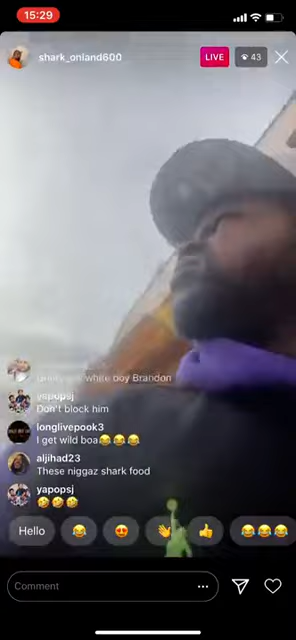 15:29
shark_onland600
LIVE
43
white boy Brandon
yapopsj
Don't block him
longlivepook3
I get wild boa😂😂😂
aljihad23
These niggaz shark food
yapopsj
🤣🤣🤣
Hello
Comment